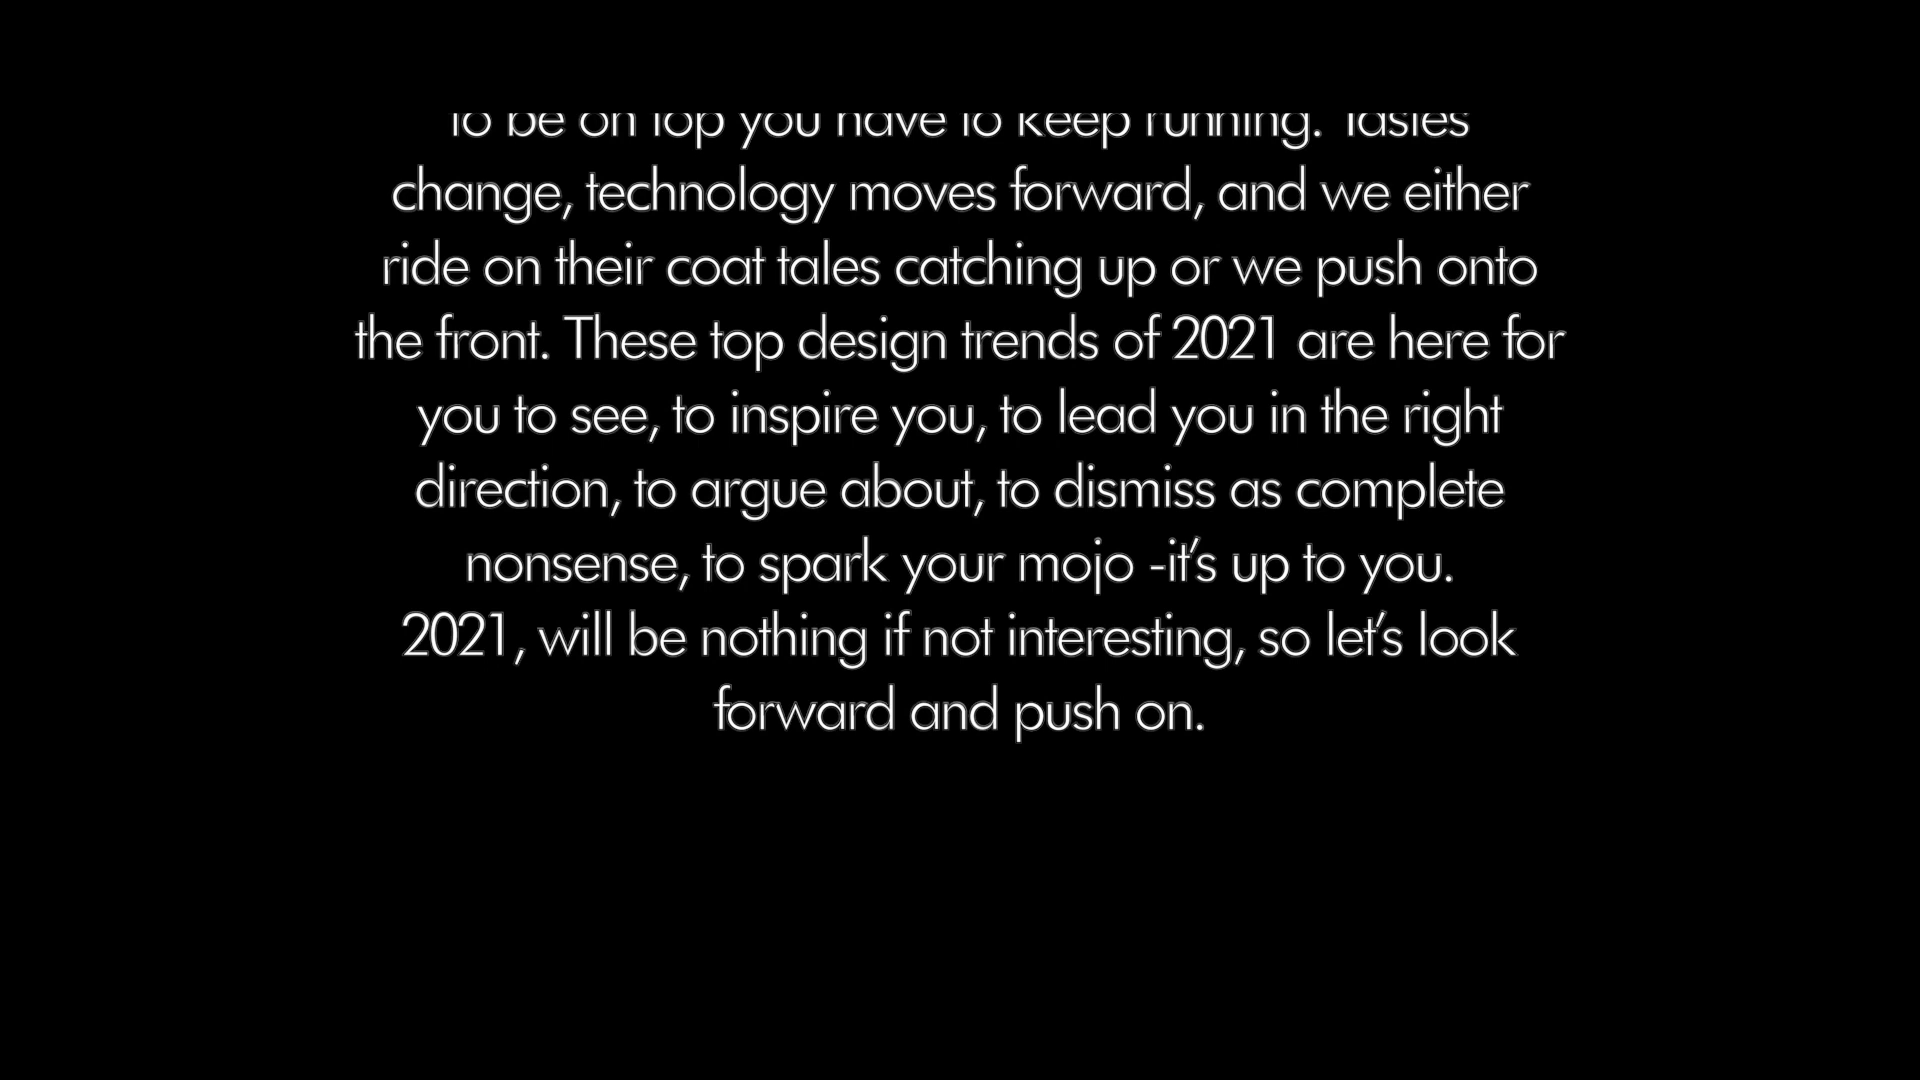 To be on top you have to keep running. Tastes
change, technology moves forward, and we either
ride on their coat tales catching up or we push onto
the front. These top design trends of 2021 are here for
you to see, to inspire you, to lead you in the right
direction, to argue about, to dismiss as complete
nonsense, to spark your mojo -it’s up to you.
2021, will be nothing if not interesting, so let’s look
forward and push on.